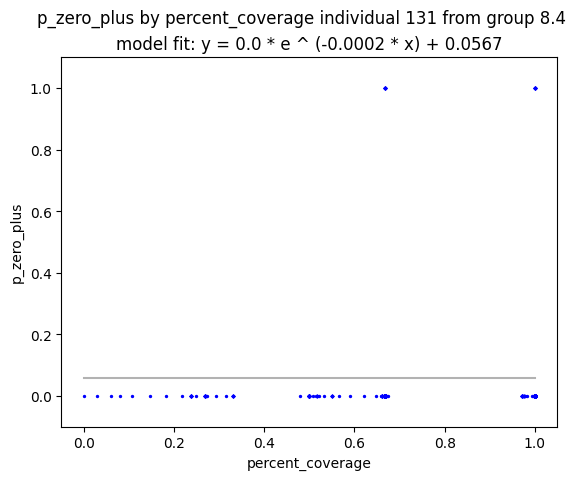 p_zero_plus by percent_coverage individual 131 from group 8.4
model fit: y = 0.0 * e ^ (-0.0002 * x) + 0.0567
1.0
0.8
0.6
0.4
0.2
0.0
p_zero_plus
0.0 0.2 0.4 0.6 0.8 1.0
percent_coverage